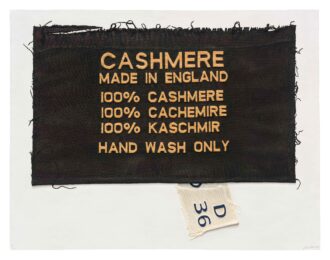 CASHMERE
MADE IN ENGLAND
100% CASHMERE
100% CACHEMIRE
100% KASCHMIR
HAND WASH ONLY
D
36